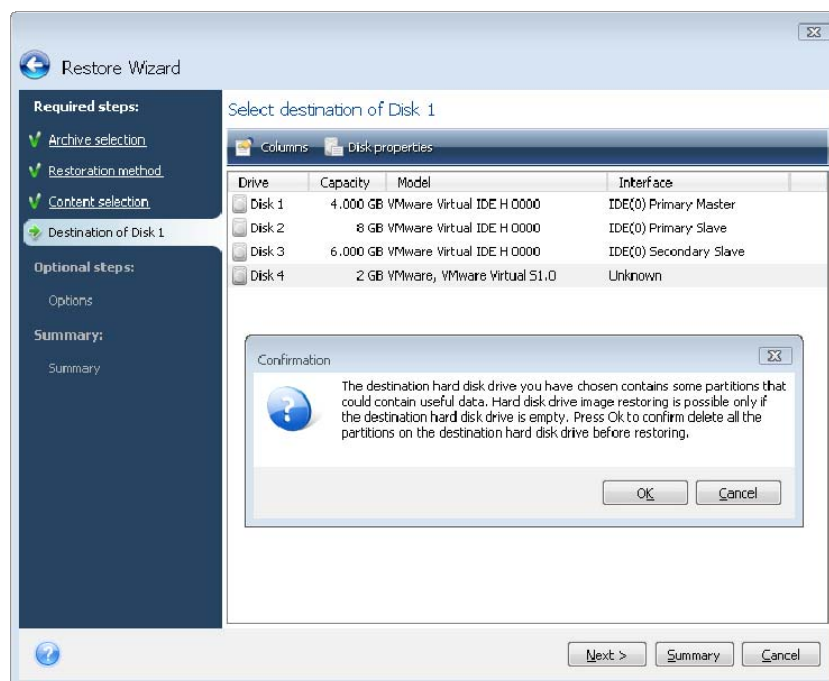 Restore Wizard
Required steps:
Archive selection
Restoration method
Content selection
Destination of Disk 1
Optional steps:
Options
Summary:
Summary
Select destination of Disk 1
Columns Disk properties
Drive Capacity Model Interface
Disk 1 4.000 GB VMware Virtual IDE H 0000 IDE(0) Primary Master
Disk 2 8 GB VMware Virtual IDE H 0000 IDE(0) Primary Slave
Disk 3 6.000 GB VMware Virtual IDE H 0000 IDE(0) Secondary Slave
Disk 4 2 GB VMware, VMware Virtual S1.0 Unknown
Confirmation
The destination hard disk drive you have chosen contains some partitions that
could contain useful data. Hard disk drive image restoring is possible only if
the destination hard disk drive is empty. Press Ok to confirm delete all the
partitions on the destination hard disk drive before restoring.
OK Cancel
Next > Summary Cancel